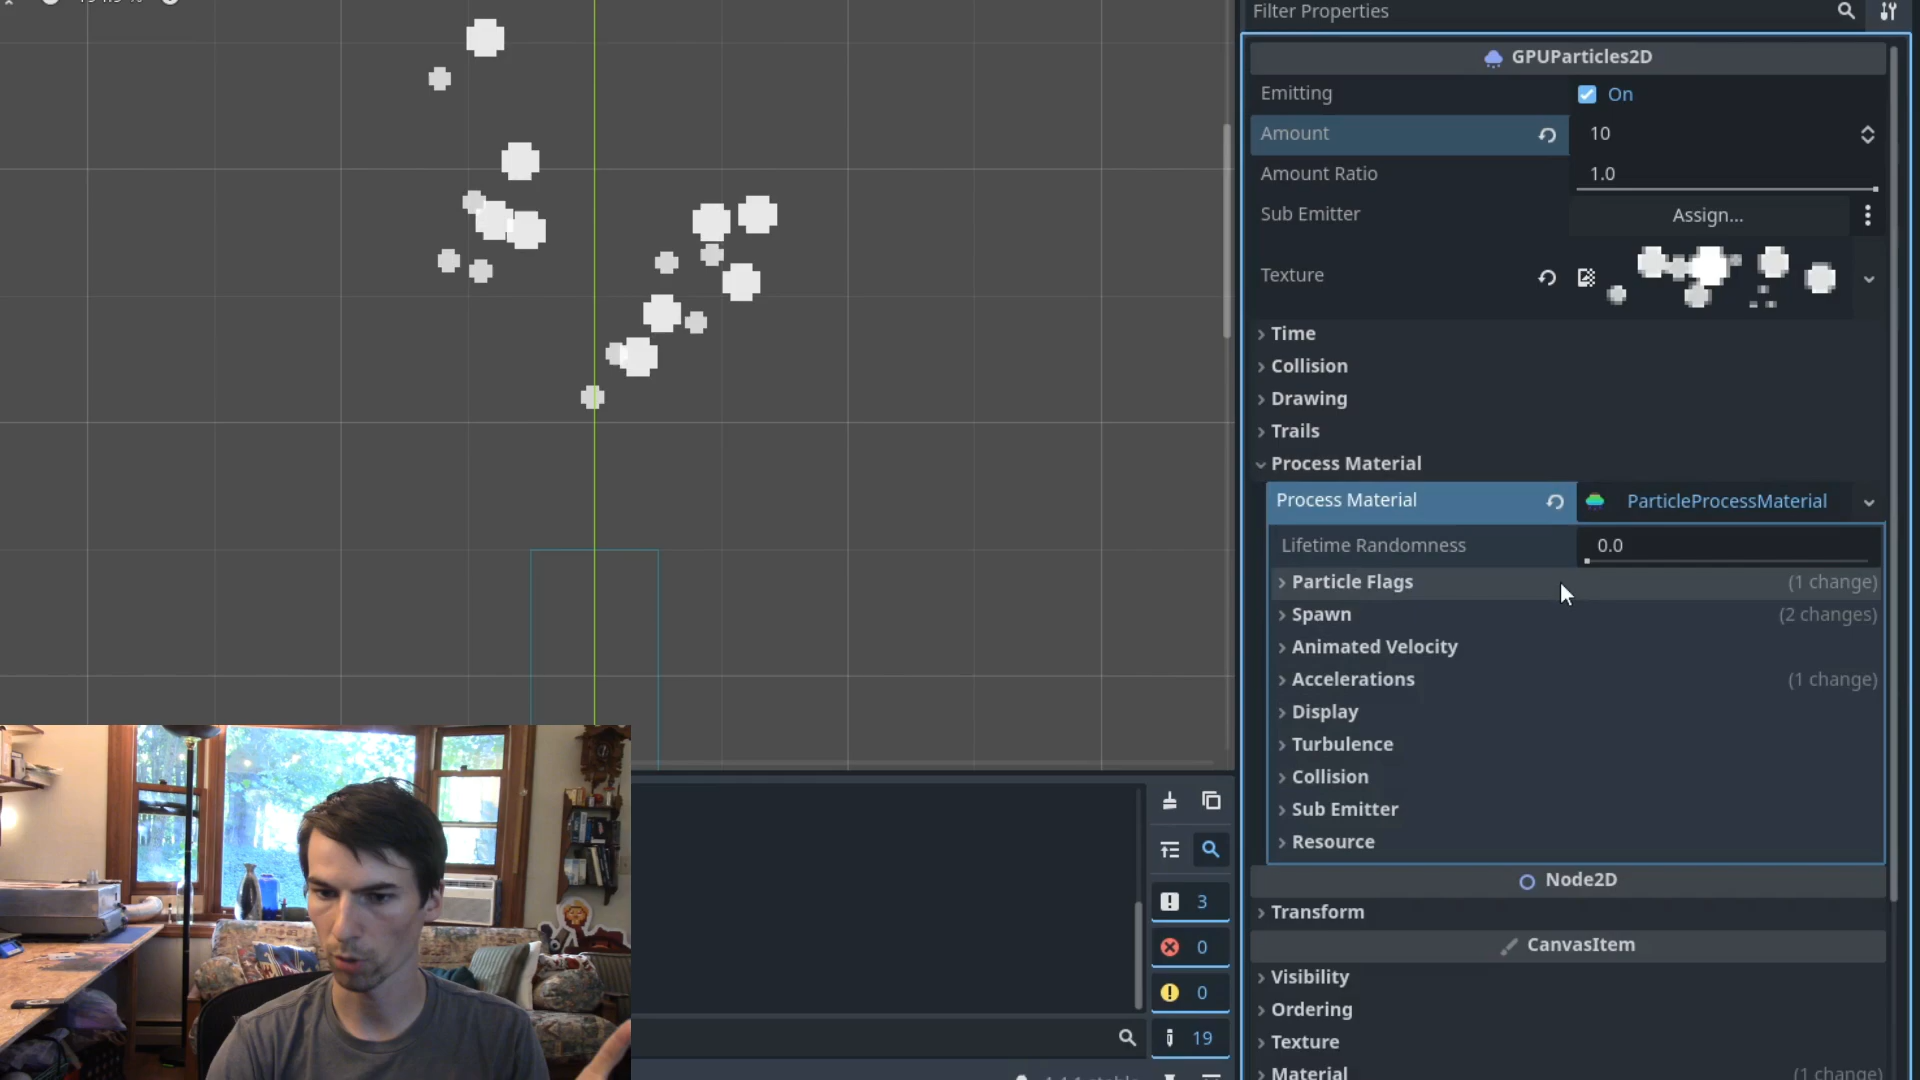 Filter Properties
GPUParticles2D
Emitting
On
Amount
10
Amount Ratio
1.0
Sub Emitter
Assign...
Texture
Time
Collision
Drawing
Trails
Process Material
Process Material
ParticleProcessMaterial
Lifetime Randomness
0.0
Particle Flags
(1 change)
Spawn
(2 changes)
Animated Velocity
Accelerations
(1 change)
Display
Turbulence
Collision
Sub Emitter
Resource
Node2D
Transform
CanvasItem
Visibility
Ordering
Texture
Material
(1 change)
3
0
0
19